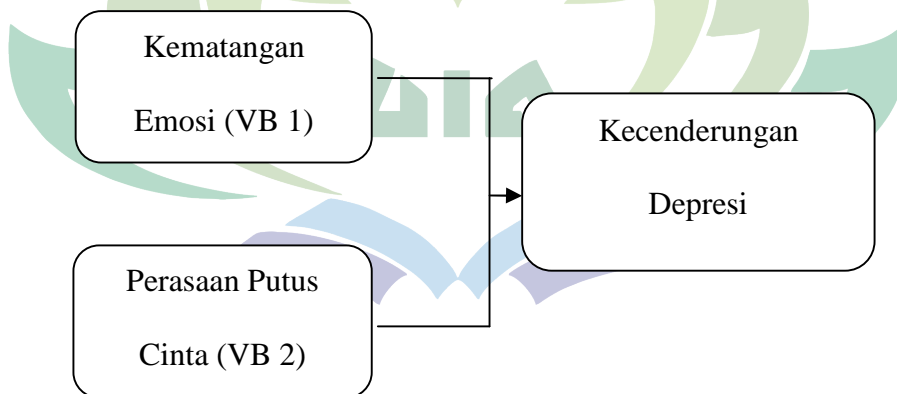 Kematangan
Emosi (VB 1)
Kecenderungan
Depresi
Perasaan Putus
Cinta (VB 2)